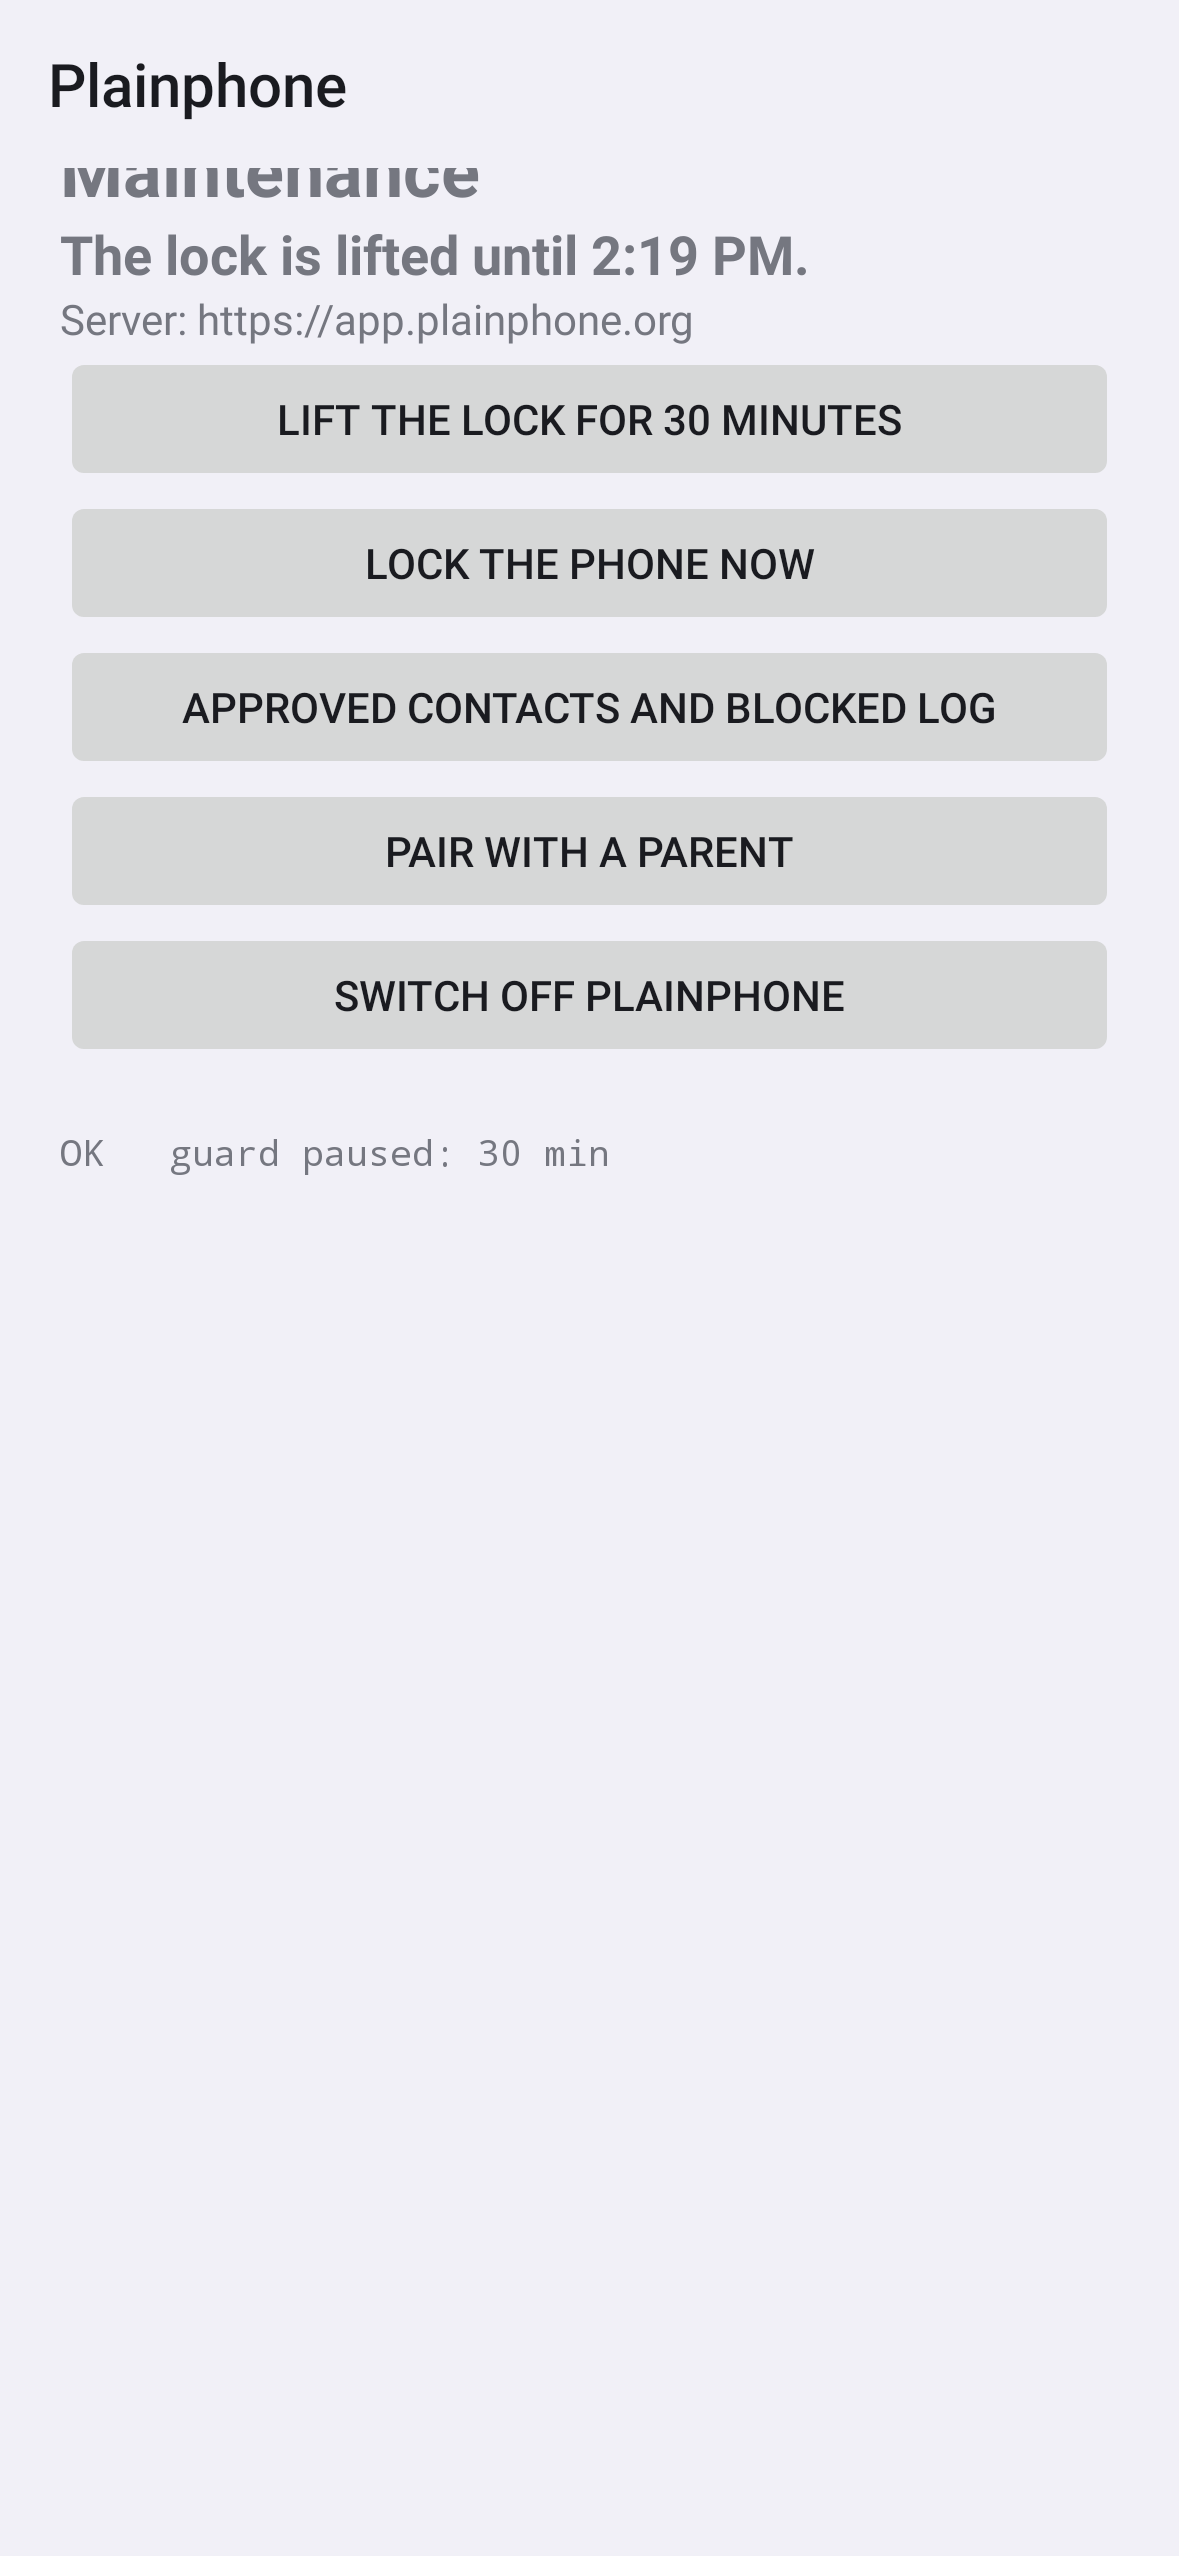 Plainphone
Maintenance
The lock is lifted until 2:19 PM.
Server: https://app.plainphone.org
LIFT THE LOCK FOR 30 MINUTES
LOCK THE PHONE NOW
APPROVED CONTACTS AND BLOCKED LOG
PAIR WITH A PARENT
SWITCH OFF PLAINPHONE
OK   guard paused: 30 min